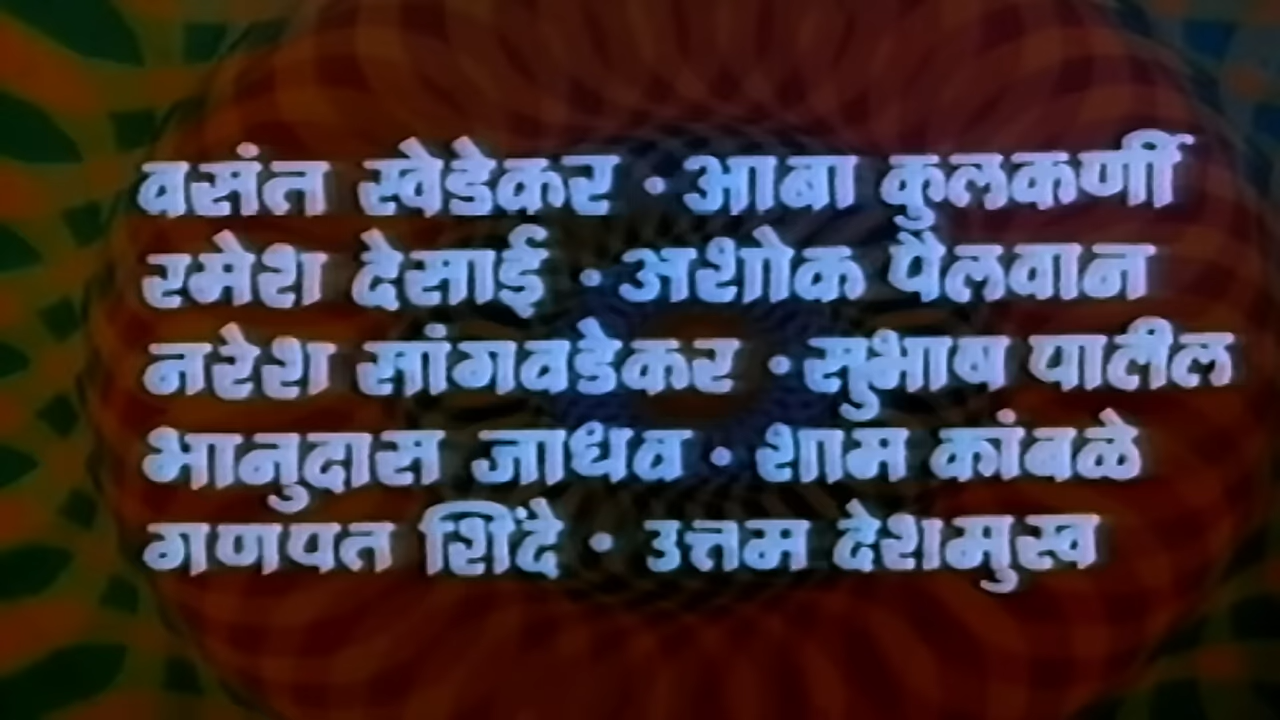 वसंत खेडेकर · आबा कुलकर्णी
रमेश देसाई · अशोक पैलवान
नरेश सांगवडेकर · सुभाष पाटील
भानुदास जाधव · शाम कांबळे
गणपत शिंदे · उत्तम देशमुख